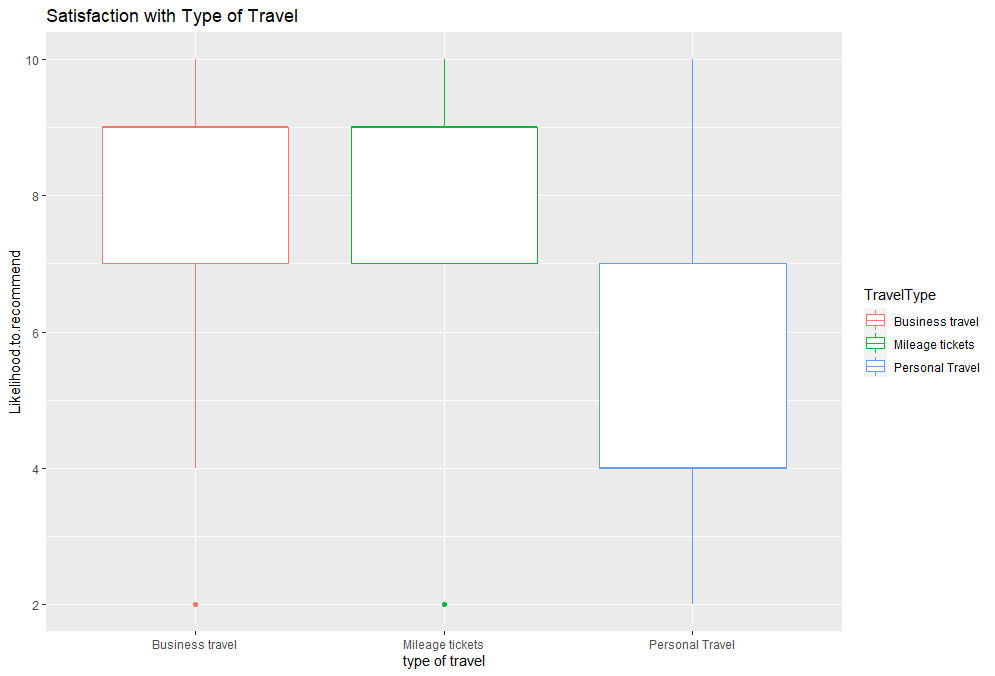 Satisfaction with Type of Travel
Likelihood.to.recommend
10
8
6
4
2
Business travel
Mileage tickets
Personal Travel
type of travel
TravelType
Business travel
Mileage tickets
Personal Travel